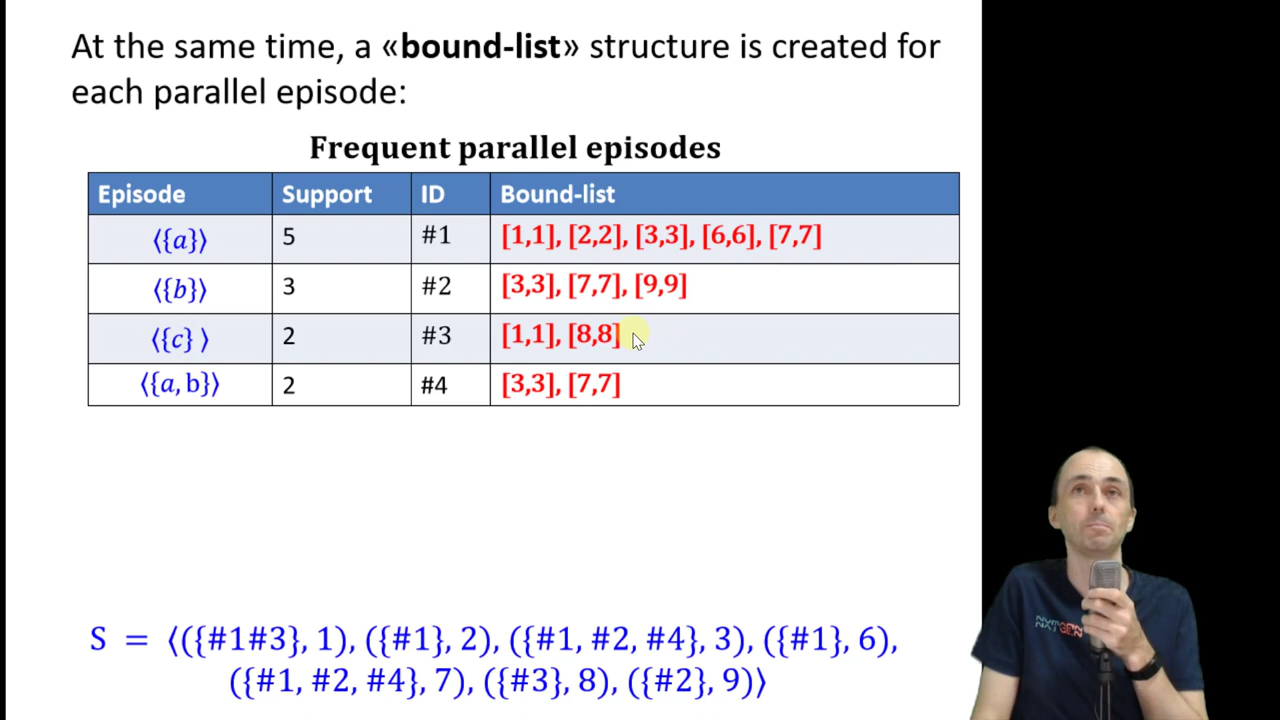 At the same time, a «bound-list» structure is created for
each parallel episode:
Frequent parallel episodes
Episode Support ID Bound-list
⟨{a}⟩ 5 #1 [1,1], [2,2], [3,3], [6,6], [7,7]
⟨{b}⟩ 3 #2 [3,3], [7,7], [9,9]
⟨{c} ⟩ 2 #3 [1,1], [8,8]
⟨{a, b}⟩ 2 #4 [3,3], [7,7]
S = ⟨({#1#3}, 1), ({#1}, 2), ({#1, #2, #4}, 3), ({#1}, 6),
({#1, #2, #4}, 7), ({#3}, 8), ({#2}, 9)⟩